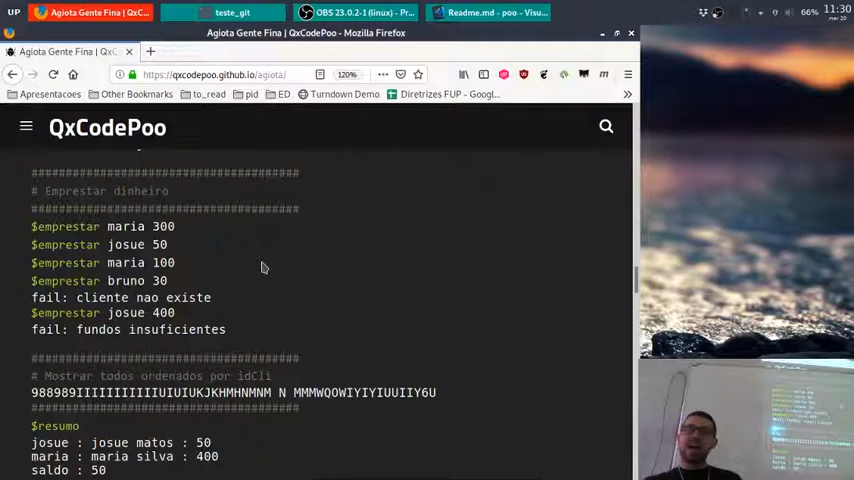 UP
Agiota Gente Fina | QxC...
teste_git
OBS 23.0.2-1 (linux) - Pr...
Readme.md - poo - Visu...
66%
11:30
mar 20
Agiota Gente Fina | QxCodePoo - Mozilla Firefox
Agiota Gente Fina | QxC
https://qxcodepoo.github.io/agiota/
120%
Apresentacoes
Other Bookmarks
to_read
pid
ED
Turndown Demo
Diretrizes FUP - Googl...
QxCodePoo
#######################################
# Emprestar dinheiro
#######################################
$emprestar maria 300
$emprestar josue 50
$emprestar maria 100
$emprestar bruno 30
fail: cliente nao existe
$emprestar josue 400
fail: fundos insuficientes
#######################################
# Mostrar todos ordenados por idCli
988989IIIIIIIIIIIUIUIUKJKHMHNMNM N MMMWQOWIYIYIYIUUIIY6U
#######################################
$resumo
josue : josue matos : 50
maria : maria silva : 400
saldo : 50